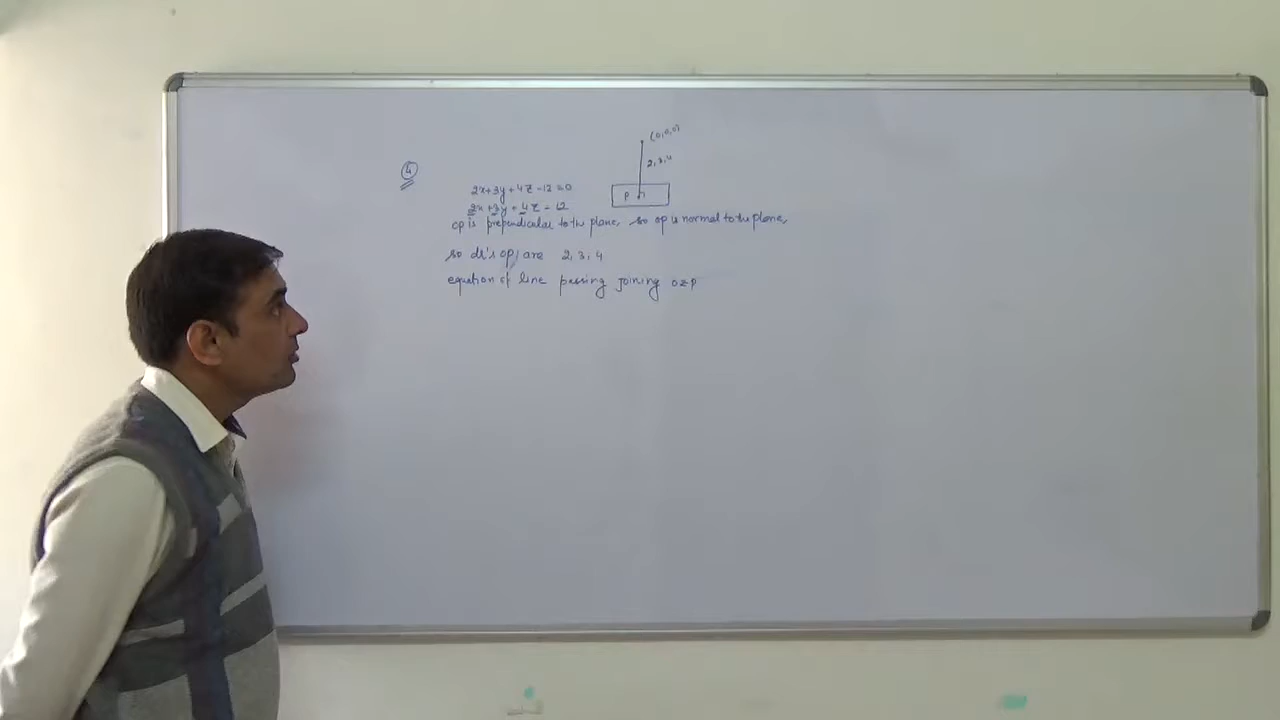 (0,0,0)
4
2,3,4
2x+3y+4z-12=0
P
2x+3y+4z=12
op is prependicular to the plane, so op is normal to the plane,
so dr's op, are 2,3,4
equation of line passing joining o & P